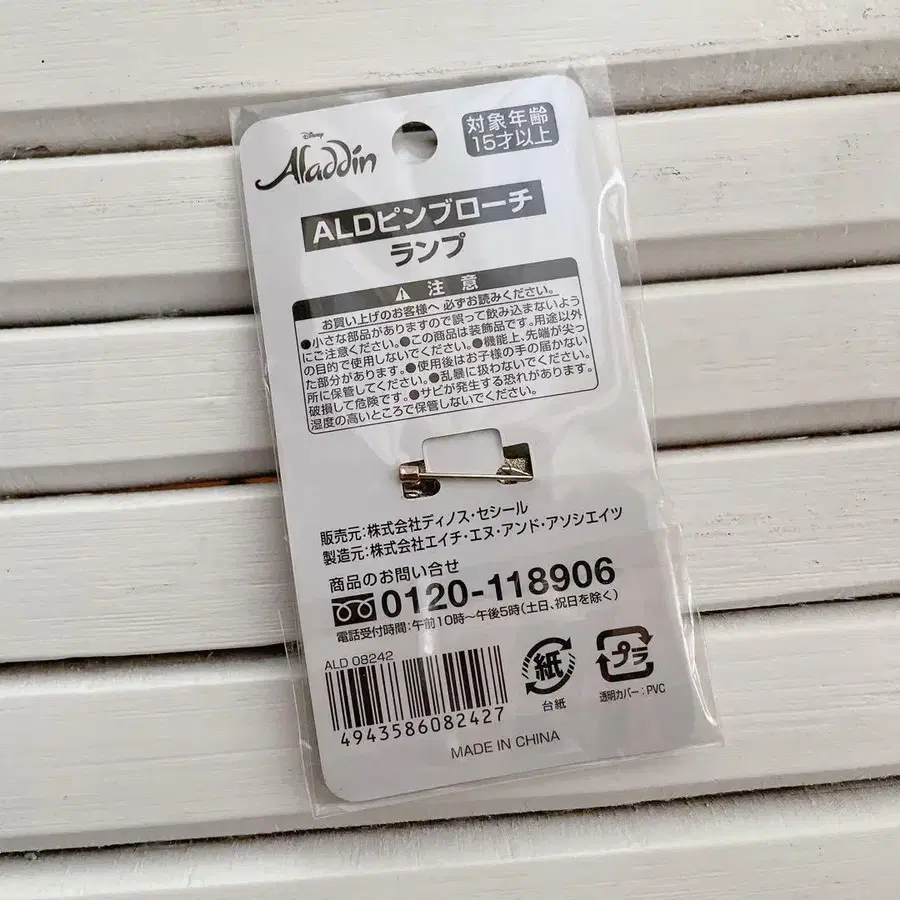 Disney
Aladdin
対象年齢
15才以上
ALDピンブローチ
ランプ
注意
お買い上げのお客様へ 必ずお読みください。
●小さな部品がありますので誤って飲み込まないよう
にご注意ください。●この商品は装飾品です。用途以外
の目的で使用しないでください。●機能上、先端が尖っ
た部分があります。●使用後はお子様の手の届かない
所に保管してください。●乱暴に扱わないでください。
破損して危険です。●サビが発生する恐れがあります。
湿度の高いところで保管しないでください。
販売元:株式会社ディノス・セシール
製造元:株式会社エイチ・エヌ・アンド・アソシエイツ
商品のお問い合せ
0120-118906
電話受付時間:午前10時〜午後5時(土日、祝日を除く)
ALD 08242
4943586082427
紙
台紙
プラ
透明カバー:PVC
MADE IN CHINA